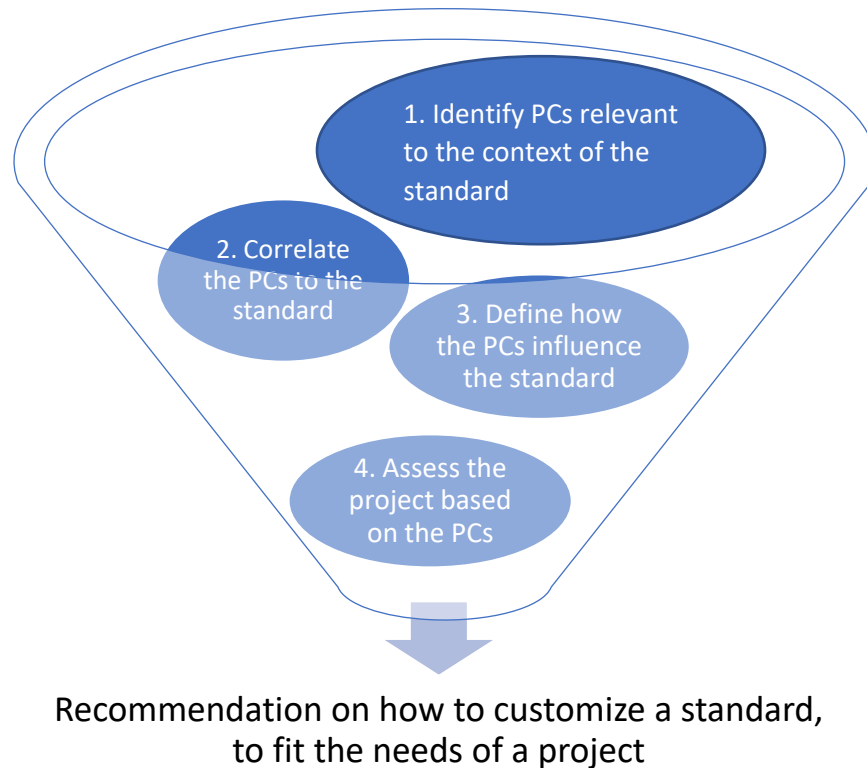 1. Identify PCs relevant
to the context of the
standard
2. Correlate
the PCs to the
standard
3. Define how
the PCs influence
the standard
4. Assess the
project based
on the PCs
Recommendation on how to customize a standard,
to fit the needs of a project